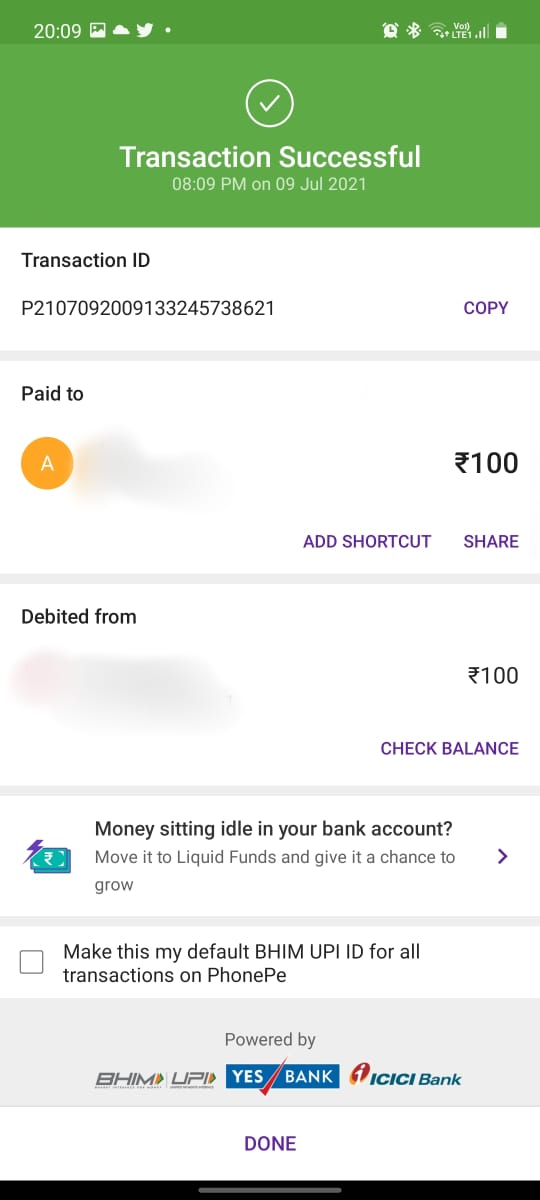 20:09
Vo)) LTE1
Transaction Successful
08:09 PM on 09 Jul 2021
Transaction ID
P2107092009133245738621 COPY
Paid to
A ₹100
ADD SHORTCUT SHARE
Debited from
₹100
CHECK BALANCE
Money sitting idle in your bank account?
Move it to Liquid Funds and give it a chance to
grow
Make this my default BHIM UPI ID for all
transactions on PhonePe
Powered by
BHIM UPI YES BANK ICICI Bank
DONE